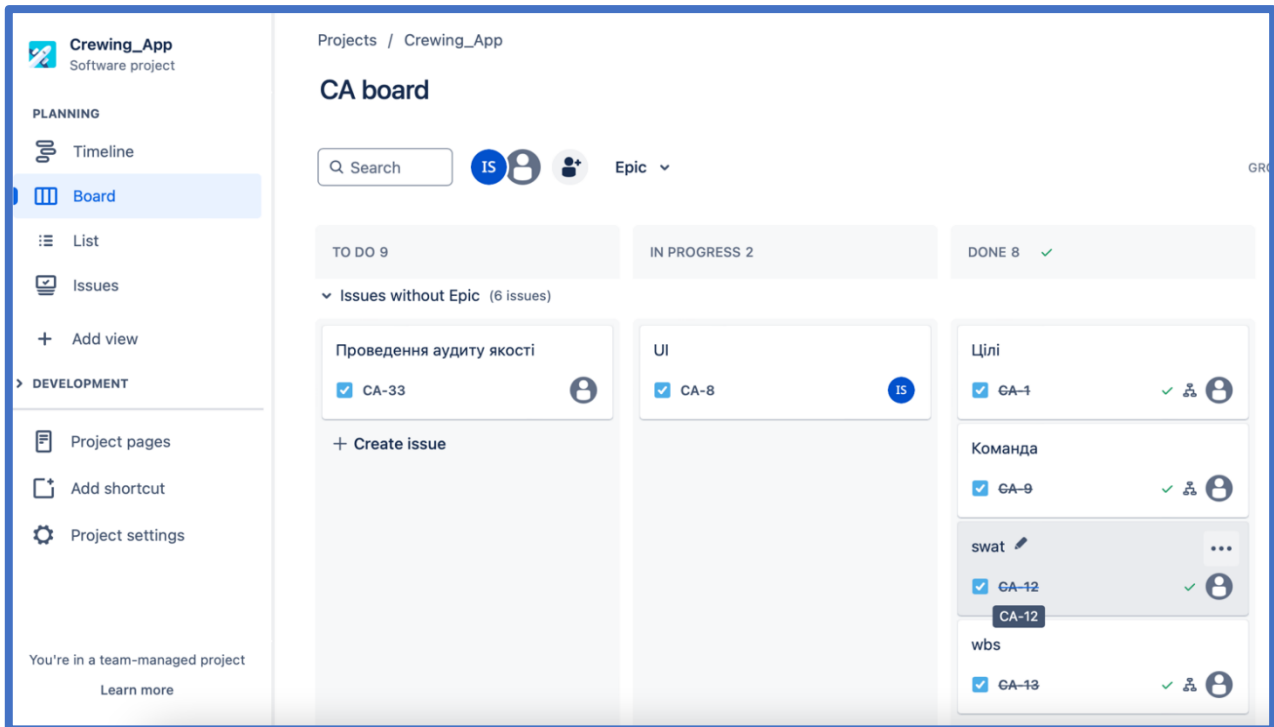 Crewing_App
Software project
PLANNING
Timeline
Board
List
Issues
Add view
DEVELOPMENT
Project pages
Add shortcut
Project settings
You're in a team-managed project
Learn more
Projects / Crewing_App
CA board
Search
IS
Epic
GRO
TO DO 9
IN PROGRESS 2
DONE 8
Issues without Epic (6 issues)
Проведення аудиту якості
CA-33
Create issue
UI
CA-8
IS
Цілі
CA-1
Команда
CA-9
swat
CA-12
CA-12
wbs
CA-13